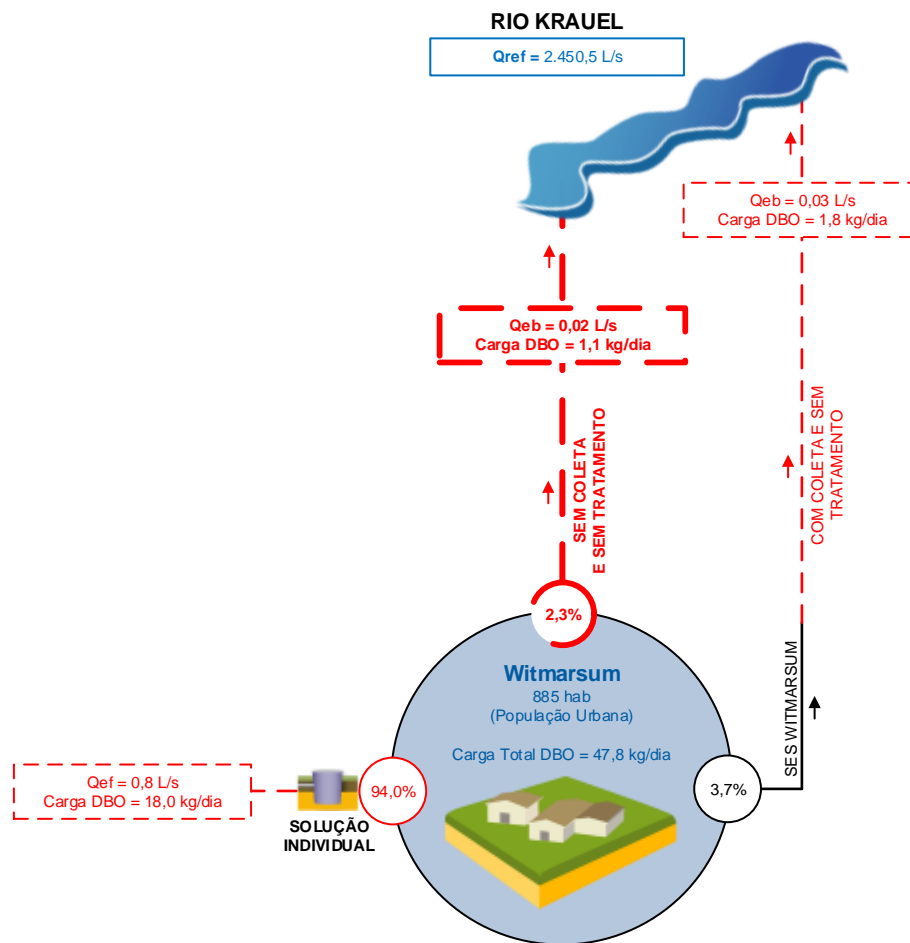 RIO KRAUEL
Qref = 2.450,5 L/s
Qeb = 0,03 L/s
Carga DBO = 1,8 kg/dia
Qeb = 0,02 L/s
Carga DBO = 1,1 kg/dia
SEM COLETA
E SEM TRATAMENTO
COM COLETA E SEM
TRATAMENTO
2,3%
Witmarsum
885 hab
(População Urbana)
Carga Total DBO = 47,8 kg/dia
SES WITMARSUM
Qef = 0,8 L/s
Carga DBO = 18,0 kg/dia
94,0%
3,7%
SOLUÇÃO
INDIVIDUAL